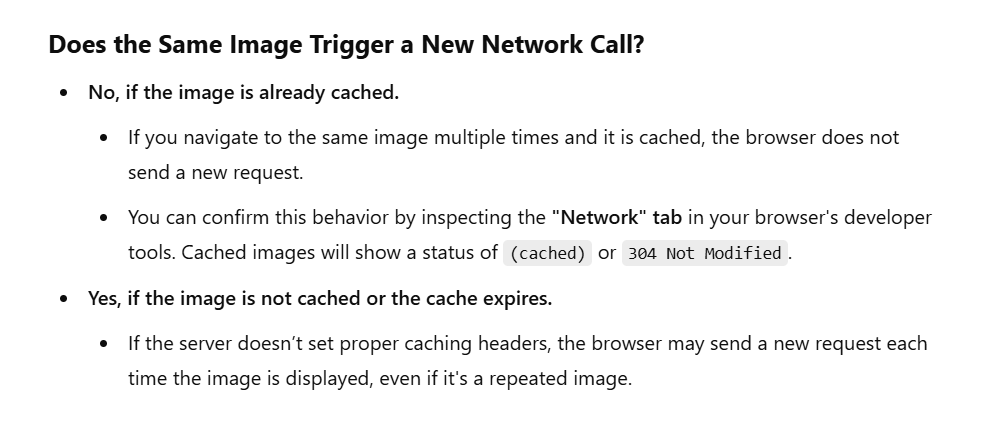 Does the Same Image Trigger a New Network Call?
• No, if the image is already cached.
• If you navigate to the same image multiple times and it is cached, the browser does not
send a new request.
• You can confirm this behavior by inspecting the "Network" tab in your browser's developer
tools. Cached images will show a status of (cached) or 304 Not Modified.
• Yes, if the image is not cached or the cache expires.
• If the server doesn’t set proper caching headers, the browser may send a new request each
time the image is displayed, even if it's a repeated image.